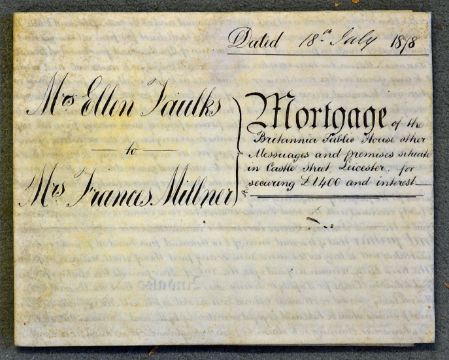 Dated 18th July 1878
Mrs Ellen Faulks
to
Mrs Frances Millner
Mortgage of the
Britannia Public House other
Messuages and premises situate
in Castle Street, Leicester, for
securing £1400 and interest